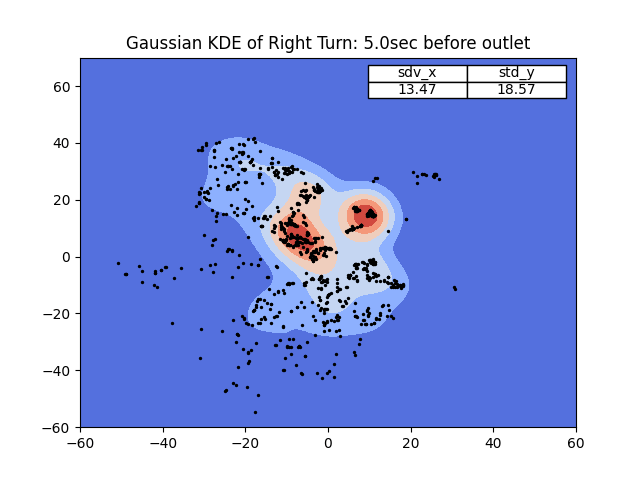 Gaussian KDE of Right Turn: 5.0sec before outlet
sdv_x std_y
13.47 18.57
60
40
20
0
−20
−40
−60
−60 −40 −20 0 20 40 60